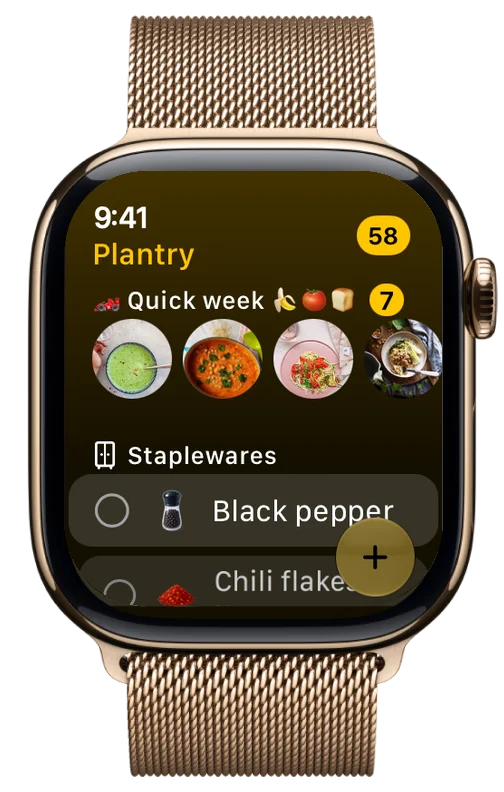 9:41
58
Plantry
🏎️ Quick week 🍌🍅🍞 7
Staplewares
Black pepper
Chili flakes
+